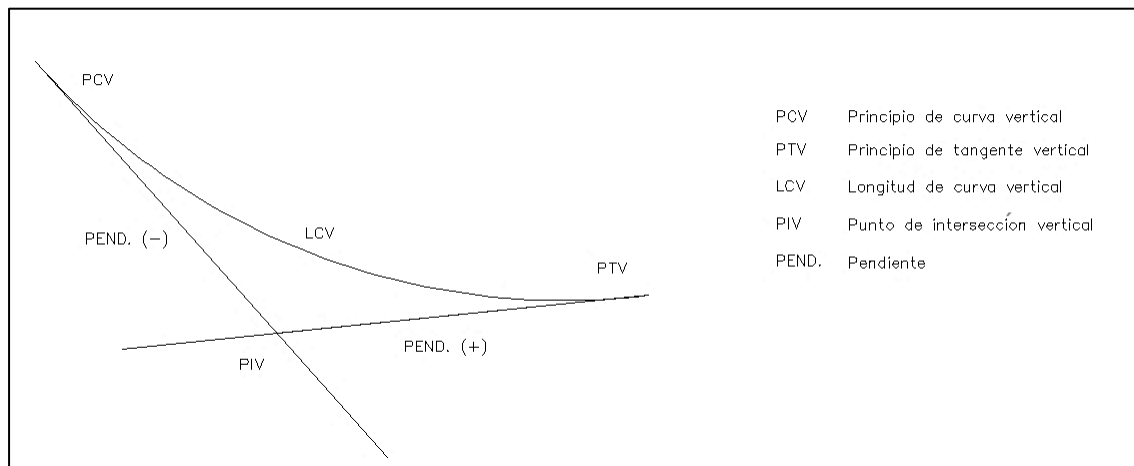 PCV
PEND. (−)
LCV
PTV
PEND. (+)
PIV
PCV Principio de curva vertical
PTV Principio de tangente vertical
LCV Longitud de curva vertical
PIV Punto de intersección vertical
PEND. Pendiente